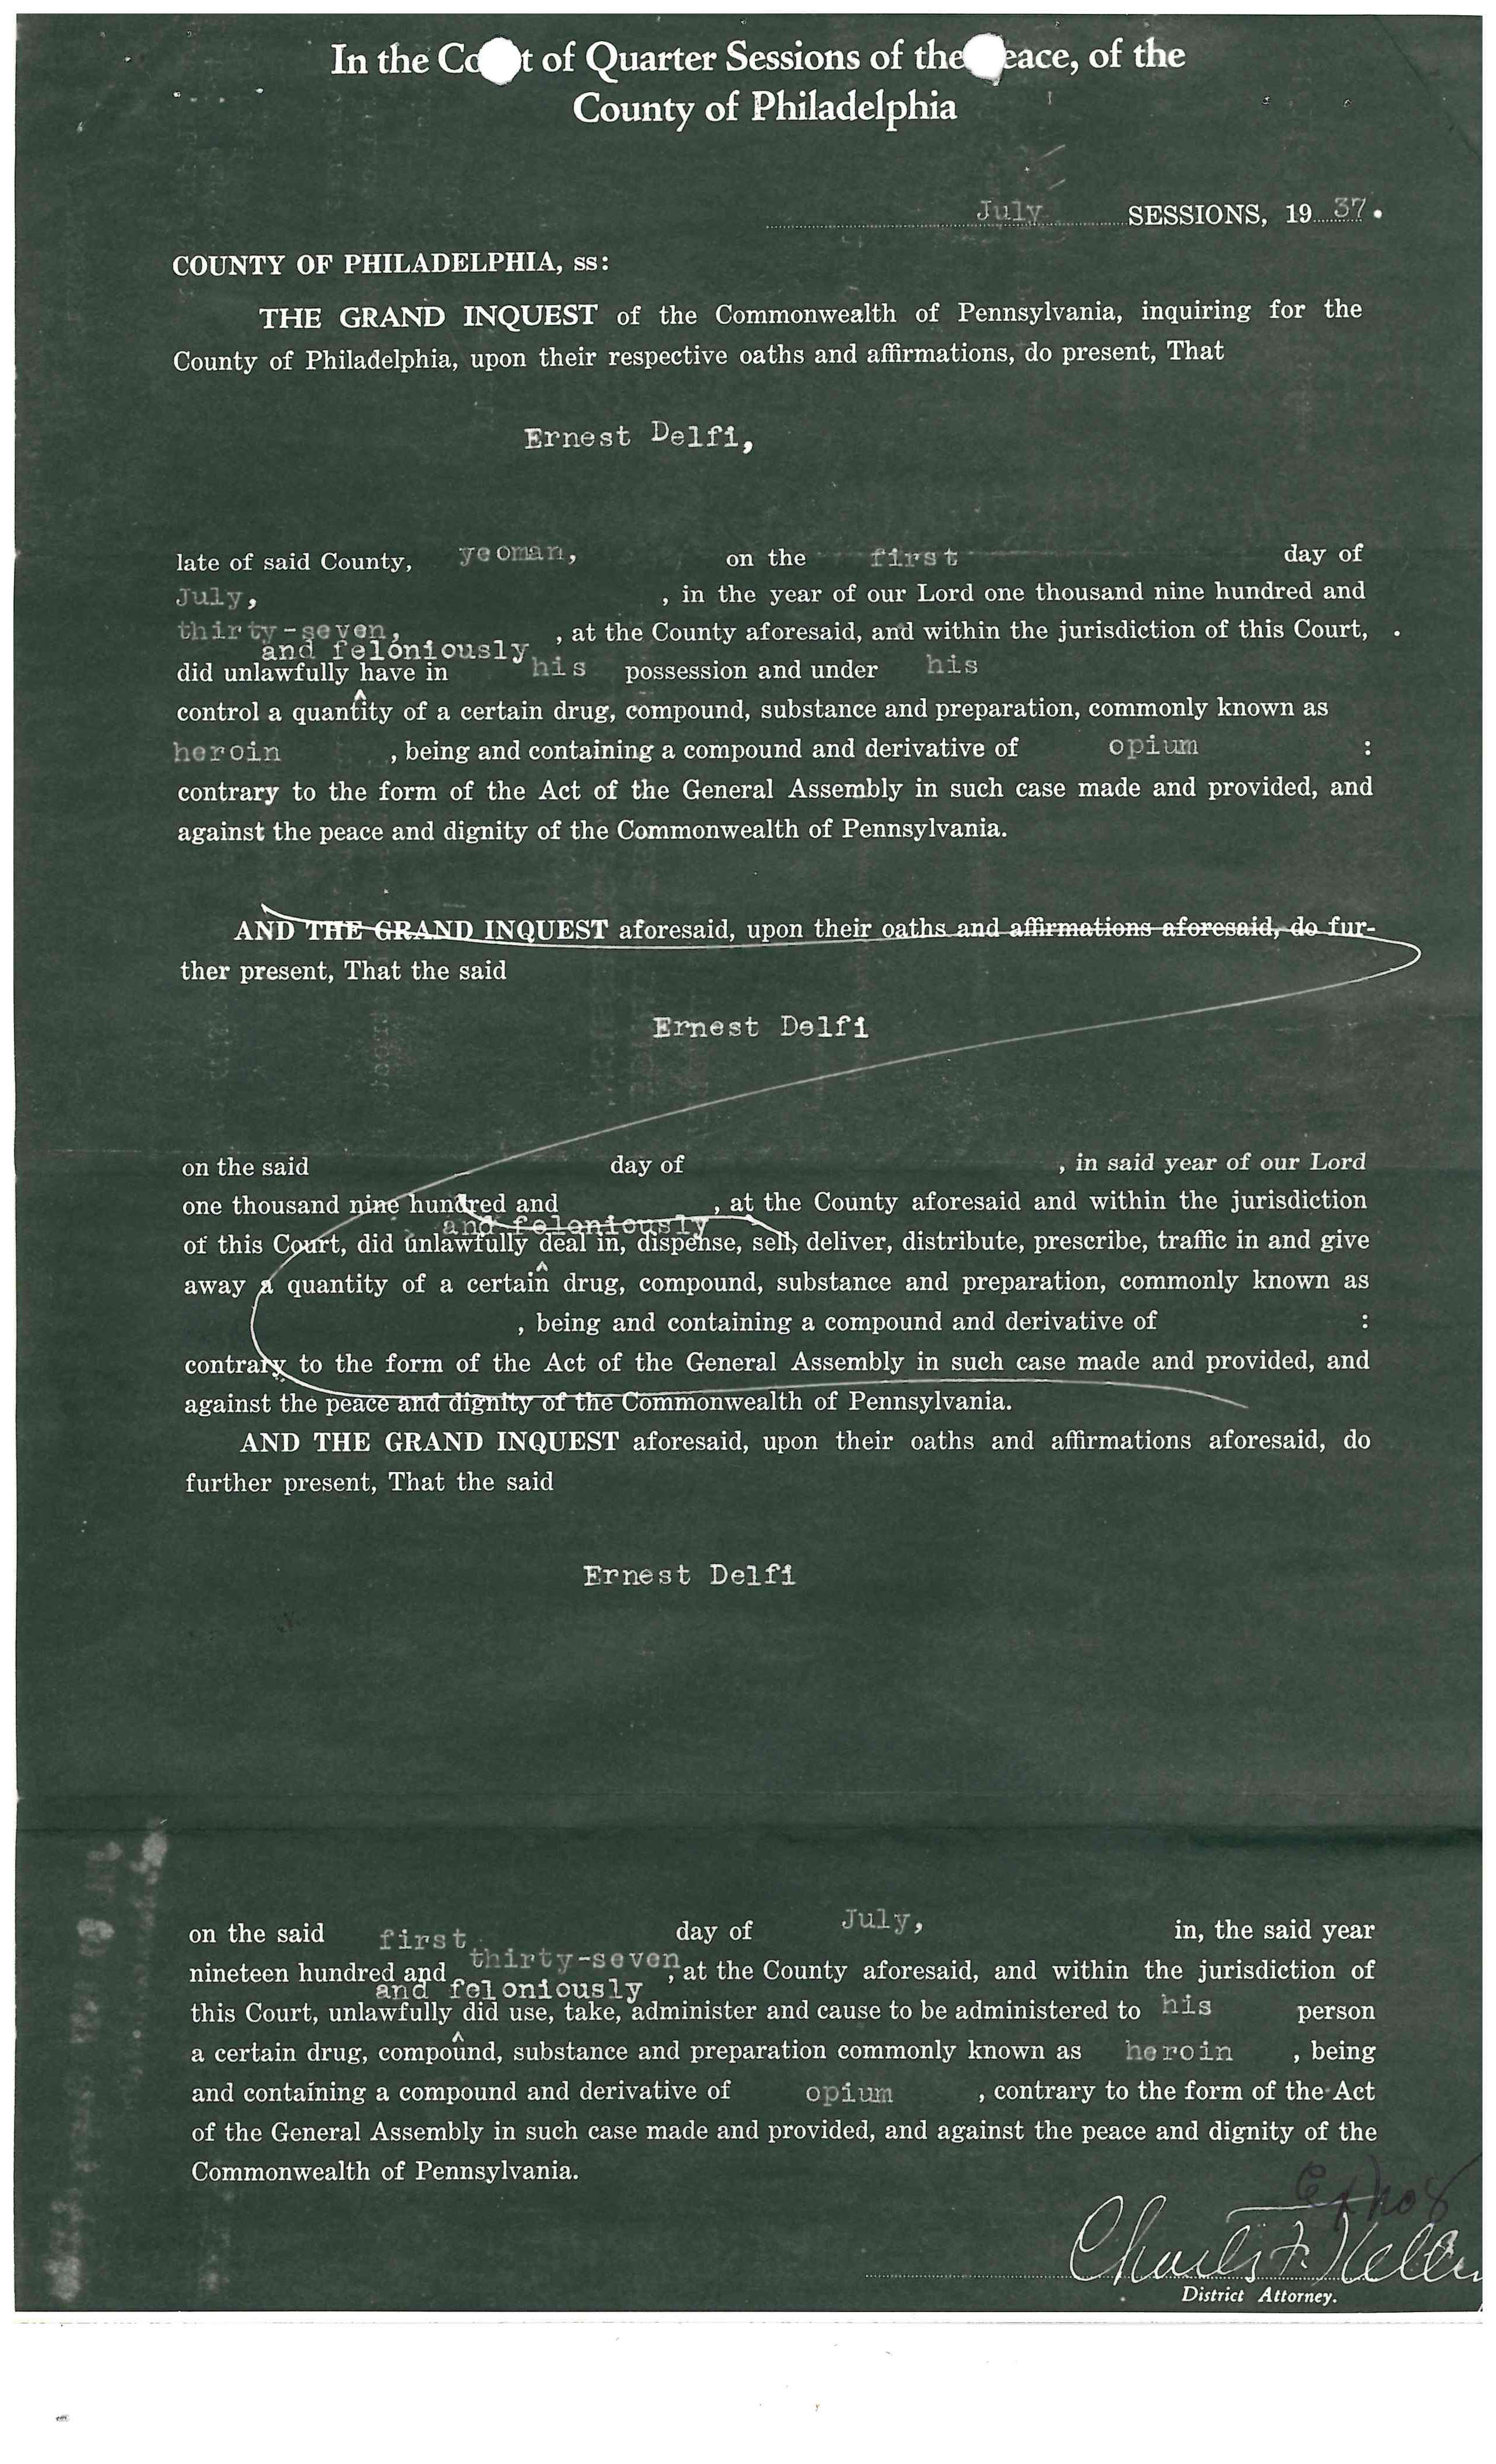 In the Co t of Quarter Sessions of the eace, of the
County of Philadelphia
July SESSIONS, 19 37.
COUNTY OF PHILADELPHIA, ss:
THE GRAND INQUEST of the Commonwealth of Pennsylvania, inquiring for the
County of Philadelphia, upon their respective oaths and affirmations, do present, That
Ernest Delfi,
late of said County, yeoman, on the first day of
July, , in the year of our Lord one thousand nine hundred and
thirty-seven, , at the County aforesaid, and within the jurisdiction of this Court, .
and feloniously
did unlawfully ^ have in his possession and under his
control a quantity of a certain drug, compound, substance and preparation, commonly known as
heroin , being and containing a compound and derivative of opium :
contrary to the form of the Act of the General Assembly in such case made and provided, and
against the peace and dignity of the Commonwealth of Pennsylvania.
AND THE GRAND INQUEST aforesaid, upon their oaths and affirmations aforesaid, do fur-
ther present, That the said
Ernest Delfi
on the said day of , in said year of our Lord
one thousand nine hundred and , at the County aforesaid and within the jurisdiction
and feloniously
of this Court, did unlawfully ^ deal in, dispense, sell, deliver, distribute, prescribe, traffic in and give
away a quantity of a certain drug, compound, substance and preparation, commonly known as
, being and containing a compound and derivative of :
contrary to the form of the Act of the General Assembly in such case made and provided, and
against the peace and dignity of the Commonwealth of Pennsylvania.
AND THE GRAND INQUEST aforesaid, upon their oaths and affirmations aforesaid, do
further present, That the said
Ernest Delfi
on the said first day of July, in, the said year
nineteen hundred and thirty-seven , at the County aforesaid, and within the jurisdiction of
and feloniously
this Court, unlawfully ^ did use, take, administer and cause to be administered to his person
a certain drug, compound, substance and preparation commonly known as heroin , being
and containing a compound and derivative of opium , contrary to the form of the Act
of the General Assembly in such case made and provided, and against the peace and dignity of the
Commonwealth of Pennsylvania.
Charles F. Kelley
District Attorney.